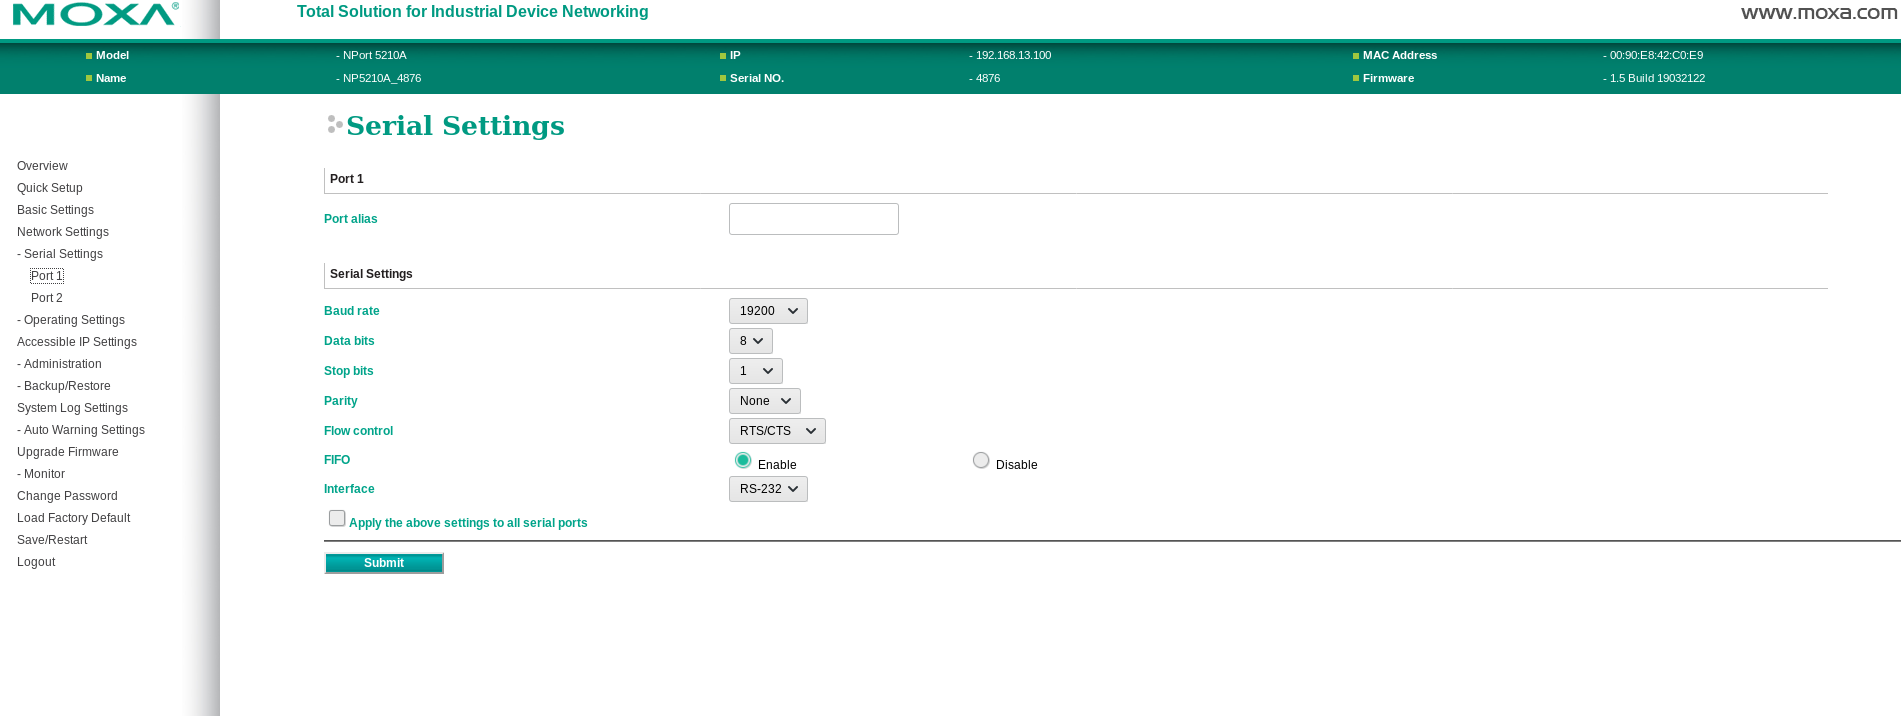 MOXA®
Total Solution for Industrial Device Networking
www.moxa.com
Model - NPort 5210A IP - 192.168.13.100 MAC Address - 00:90:E8:42:C0:E9
Name - NP5210A_4876 Serial NO. - 4876 Firmware - 1.5 Build 19032122
Overview
Quick Setup
Basic Settings
Network Settings
- Serial Settings
Port 1
Port 2
- Operating Settings
Accessible IP Settings
- Administration
- Backup/Restore
System Log Settings
- Auto Warning Settings
Upgrade Firmware
- Monitor
Change Password
Load Factory Default
Save/Restart
Logout
Serial Settings
Port 1
Port alias
Serial Settings
Baud rate 19200
Data bits 8
Stop bits 1
Parity None
Flow control RTS/CTS
FIFO Enable Disable
Interface RS-232
Apply the above settings to all serial ports
Submit